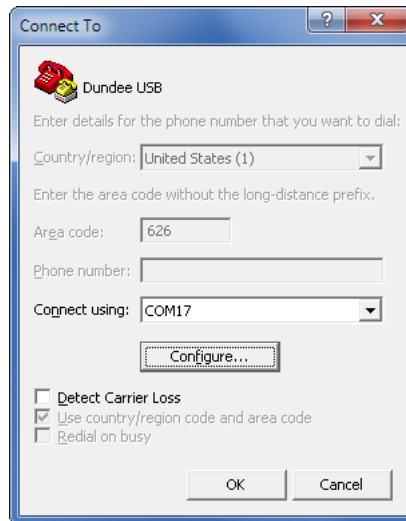 Connect To
?
Dundee USB
Enter details for the phone number that you want to dial:
Country/region: United States (1)
Enter the area code without the long-distance prefix.
Area code: 626
Phone number:
Connect using: COM17
Configure...
Detect Carrier Loss
Use country/region code and area code
Redial on busy
OK Cancel